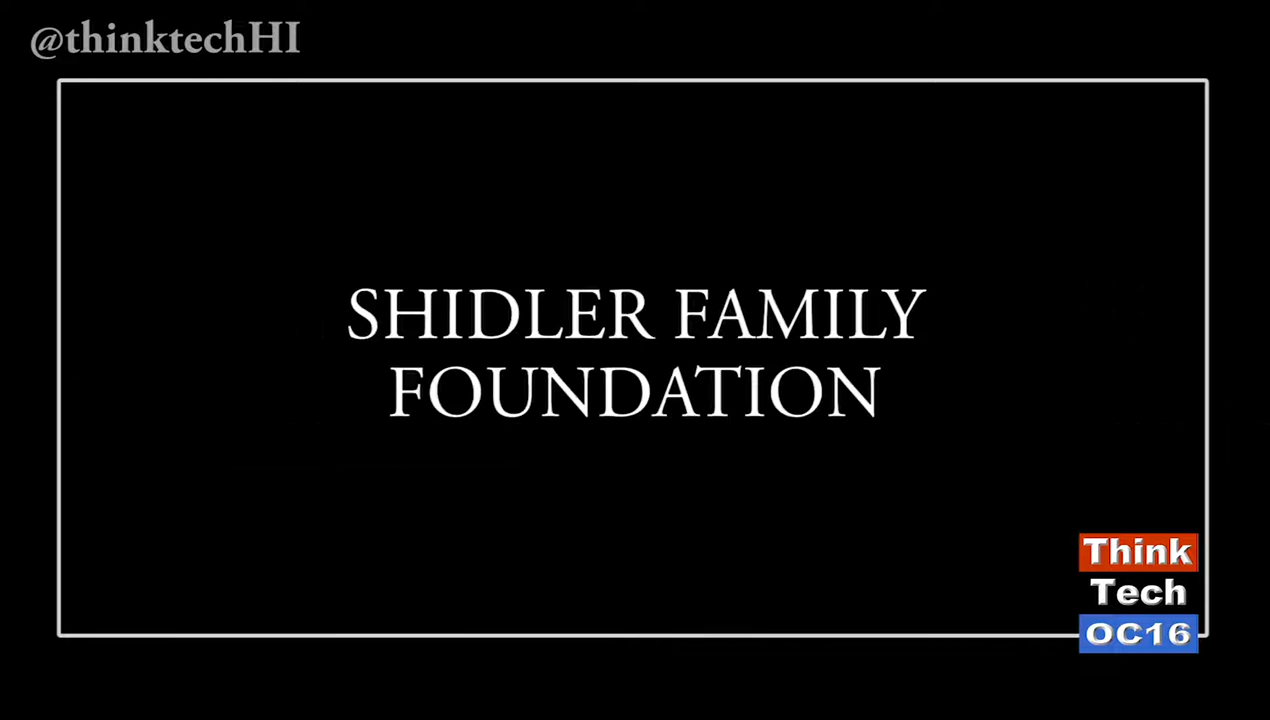 @thinktechHI
SHIDLER FAMILY
FOUNDATION
Think
Tech
OC16